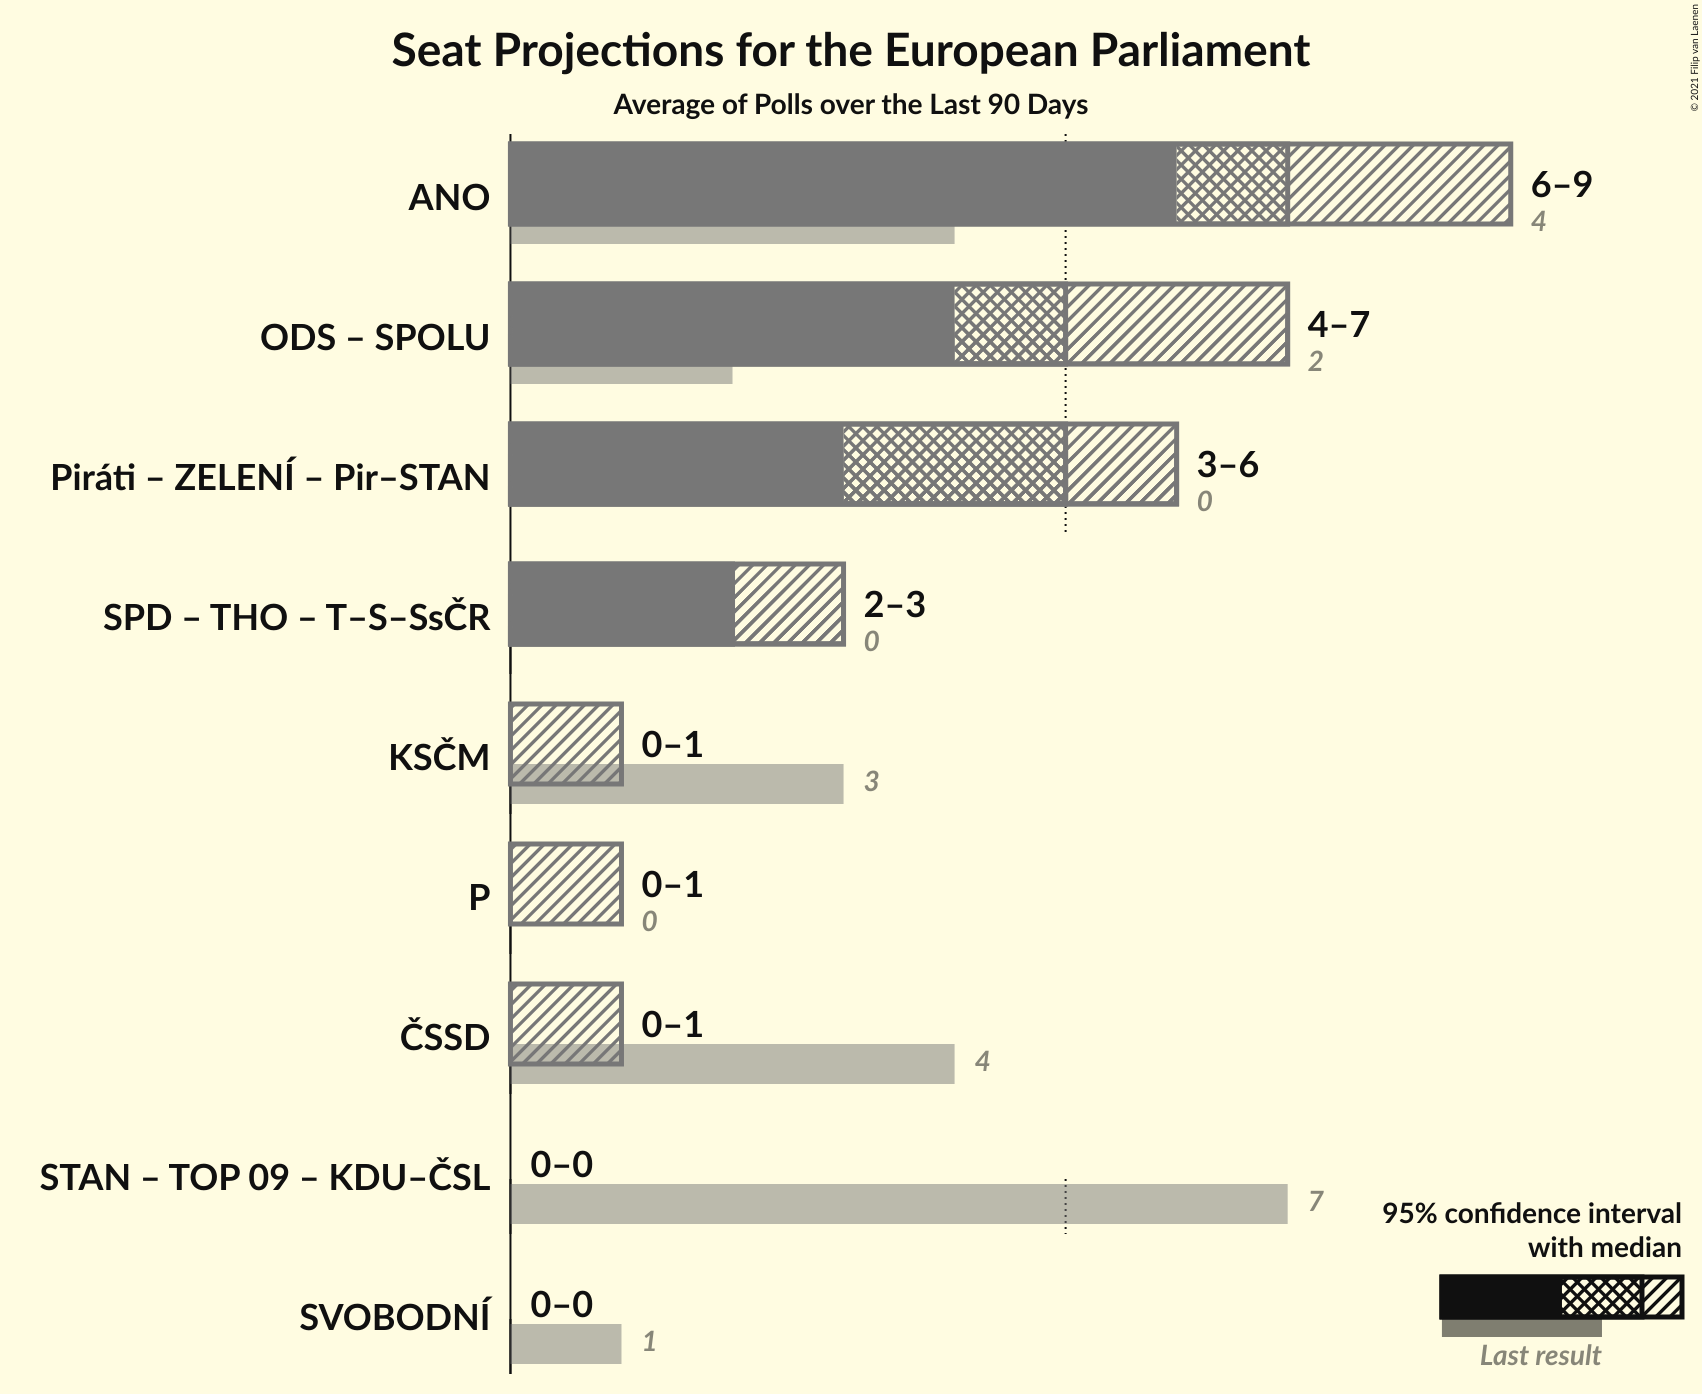 Seat Projections for the European Parliament
Average of Polls over the Last 90 Days
© 2021 Filip van Laenen
ANO
6–9
4
ODS – SPOLU
4–7
2
Piráti – ZELENÍ – Pir–STAN
3–6
0
SPD – THO – T–S–SsČR
2–3
0
KSČM
0–1
3
P
0–1
0
ČSSD
0–1
4
STAN – TOP 09 – KDU–ČSL
0–0
7
SVOBODNÍ
0–0
1
95% confidence interval
with median
Last result